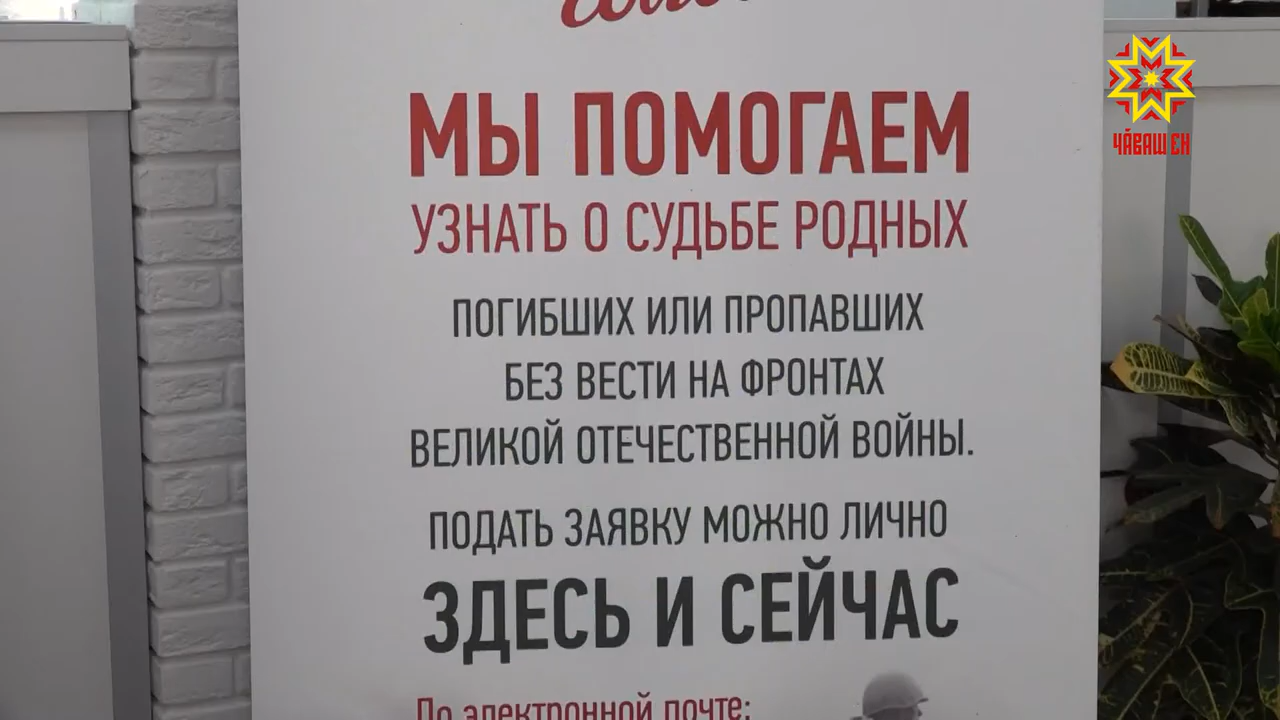 МЫ ПОМОГАЕМ
УЗНАТЬ О СУДЬБЕ РОДНЫХ
ПОГИБШИХ ИЛИ ПРОПАВШИХ
БЕЗ ВЕСТИ НА ФРОНТАХ
ВЕЛИКОЙ ОТЕЧЕСТВЕННОЙ ВОЙНЫ.
ПОДАТЬ ЗАЯВКУ МОЖНО ЛИЧНО
ЗДЕСЬ И СЕЙЧАС
По электронной почте:
ЧӐВАШ ЕН